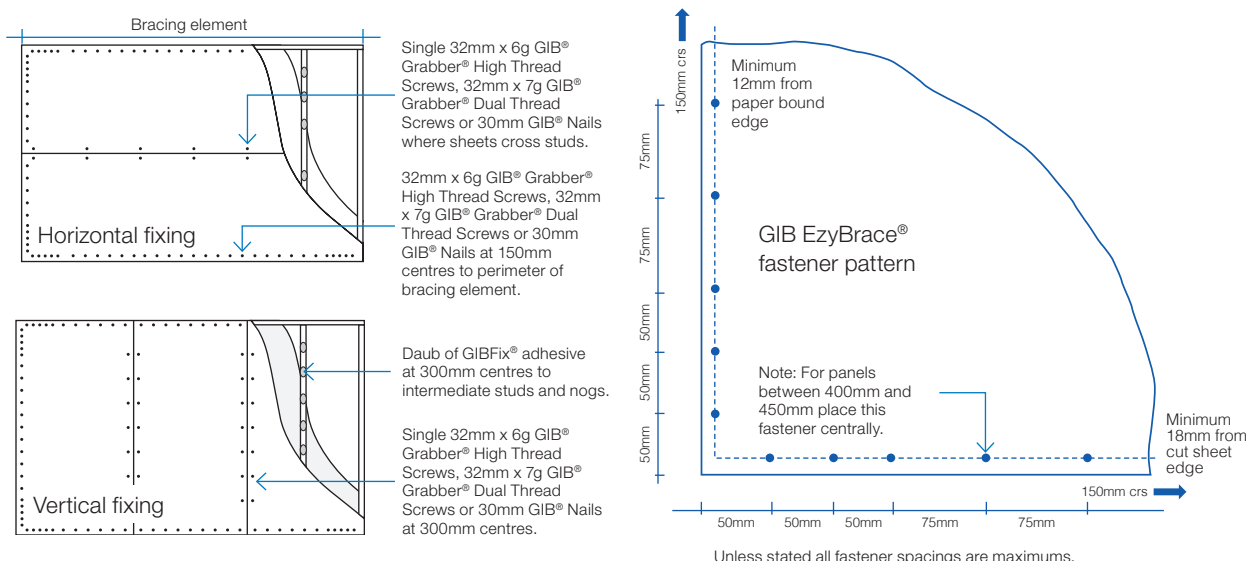 Bracing element
Single 32mm x 6g GIB®
Grabber® High Thread
Screws, 32mm x 7g GIB®
Grabber® Dual Thread
Screws or 30mm GIB® Nails
where sheets cross studs.
32mm x 6g GIB® Grabber®
High Thread Screws, 32mm
x 7g GIB® Grabber® Dual
Thread Screws or 30mm
GIB® Nails at 150mm
centres to perimeter of
bracing element.
Horizontal fixing
Daub of GIBFix® adhesive
at 300mm centres to
intermediate studs and nogs.
Single 32mm x 6g GIB®
Grabber® High Thread
Screws, 32mm x 7g GIB®
Grabber® Dual Thread
Screws or 30mm GIB® Nails
at 300mm centres.
Vertical fixing
150mm crs
Minimum
12mm from
paper bound
edge
75mm
75mm
50mm
50mm
50mm
GIB EzyBrace®
fastener pattern
Note: For panels
between 400mm and
450mm place this
fastener centrally.
Minimum
18mm from
cut sheet
edge
150mm crs
50mm
50mm
50mm
75mm
75mm
Unless stated all fastener spacings are maximums.